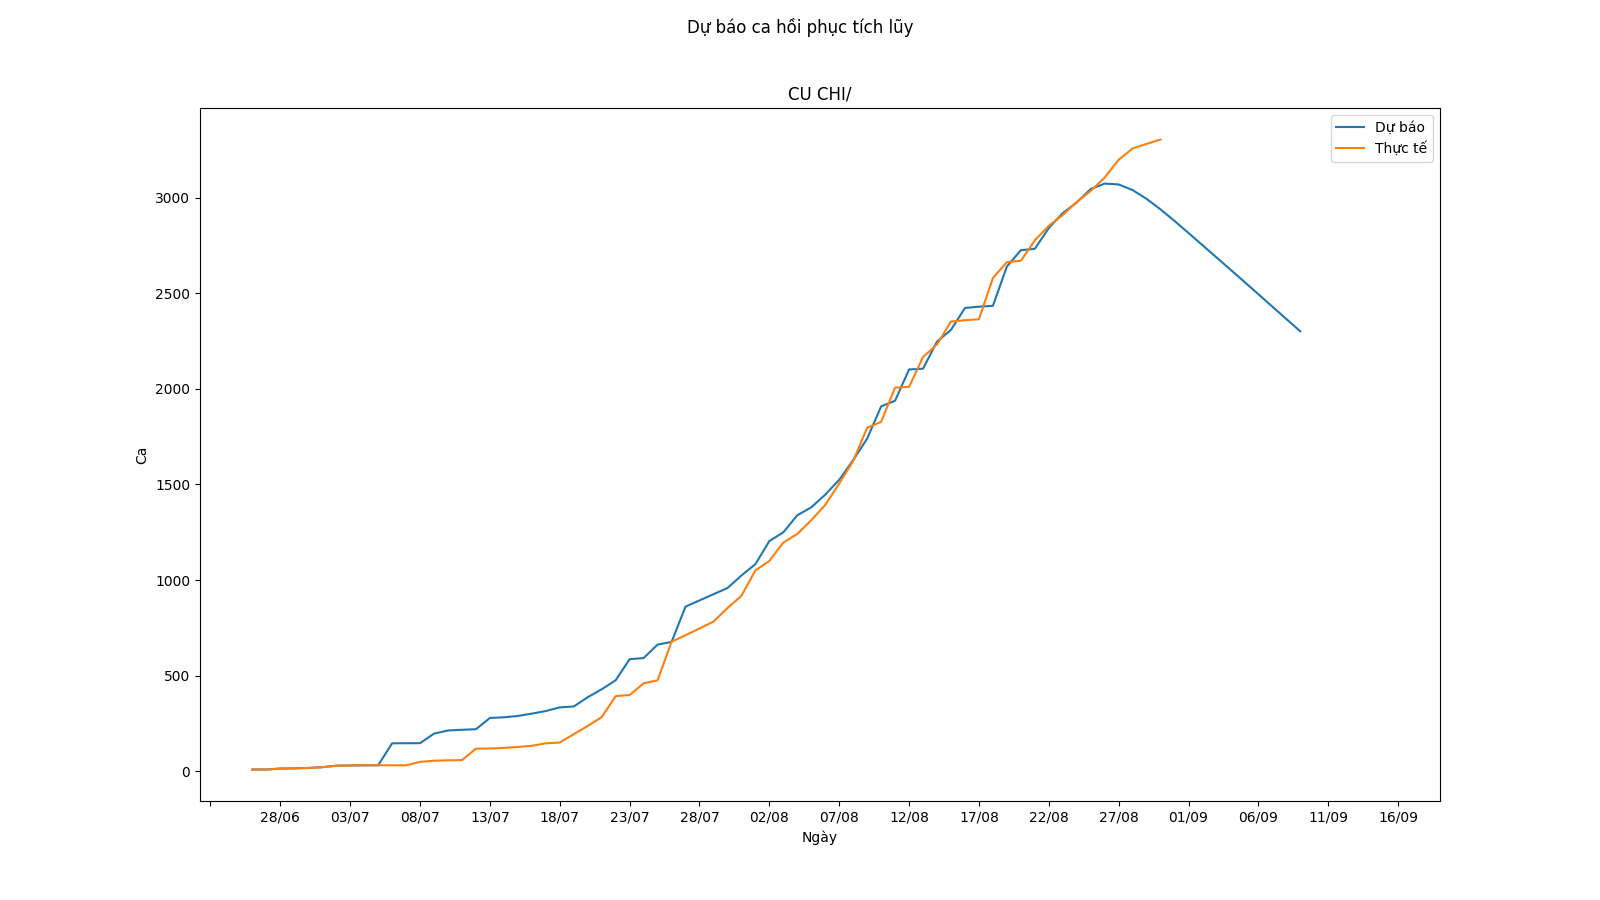 Dự báo ca hồi phục tích lũy
CU CHI/
Dự báo
Thực tế
3000
2500
2000
1500
1000
500
0
Ca
28/06 03/07 08/07 13/07 18/07 23/07 28/07 02/08 07/08 12/08 17/08 22/08 27/08 01/09 06/09 11/09 16/09
Ngày